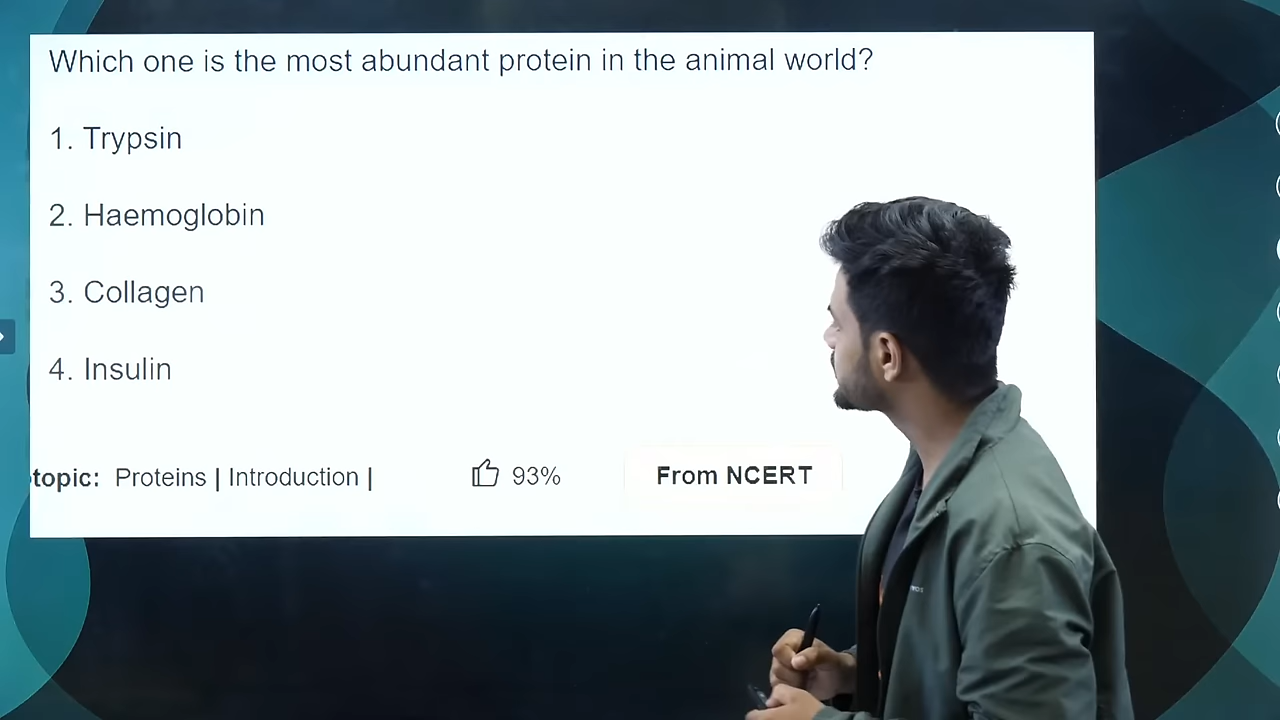 Which one is the most abundant protein in the animal world?
1. Trypsin
2. Haemoglobin
3. Collagen
4. Insulin
topic: Proteins | Introduction |
93%
From NCERT